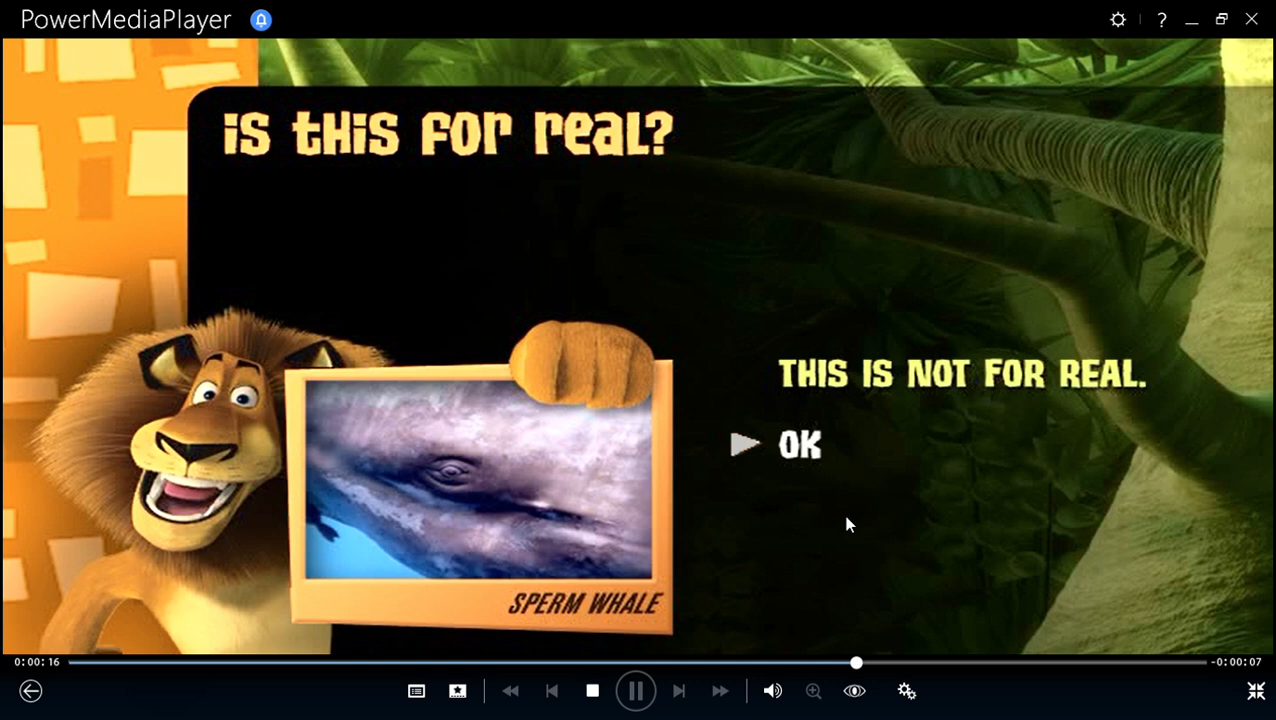 PowerMediaPlayer
?
is tHis for real?
THIS IS NOT FOR REAL.
OK
SPERM WHALE
0:00:16
-0:00:07